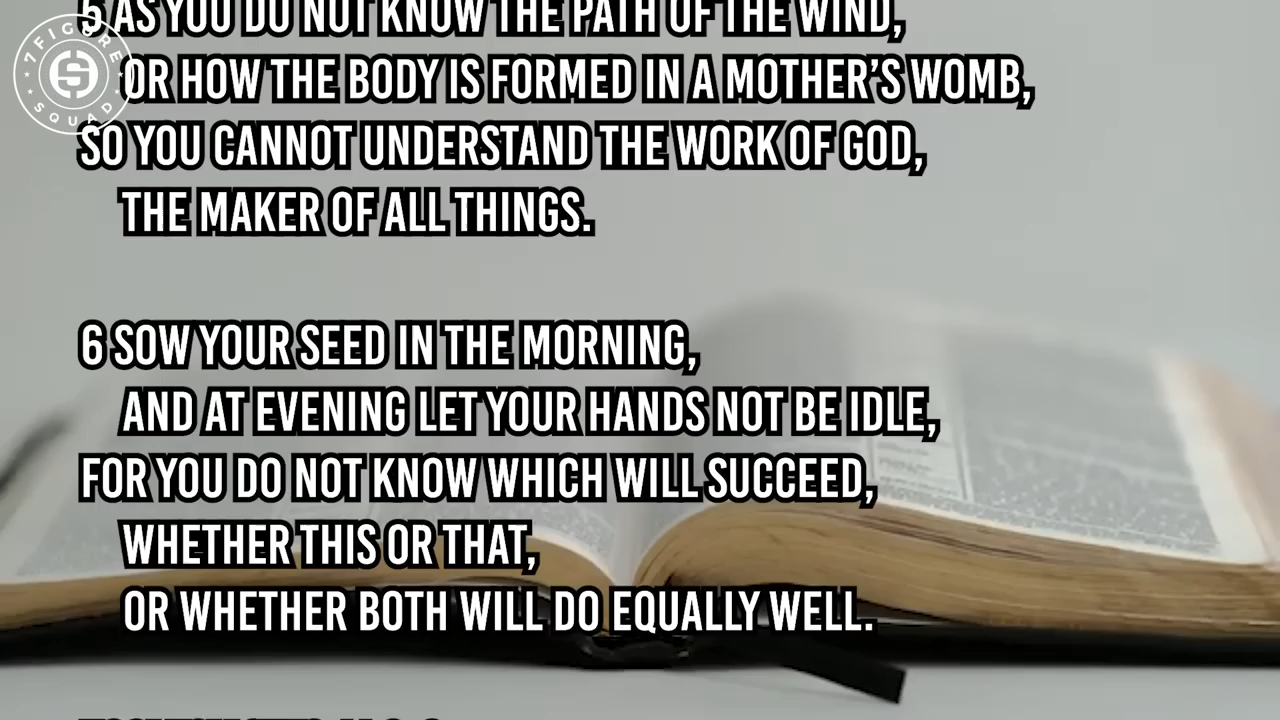 7 FIGURE
SQUAD
5 AS YOU DO NOT KNOW THE PATH OF THE WIND,
OR HOW THE BODY IS FORMED IN A MOTHER'S WOMB,
SO YOU CANNOT UNDERSTAND THE WORK OF GOD,
THE MAKER OF ALL THINGS.
6 SOW YOUR SEED IN THE MORNING,
AND AT EVENING LET YOUR HANDS NOT BE IDLE,
FOR YOU DO NOT KNOW WHICH WILL SUCCEED,
WHETHER THIS OR THAT,
OR WHETHER BOTH WILL DO EQUALLY WELL.